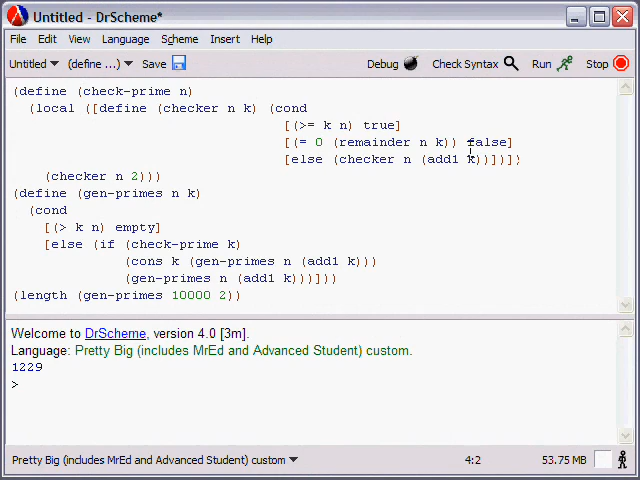 Untitled - DrScheme*
File Edit View Language Scheme Insert Help
Untitled (define ...) Save Debug Check Syntax Run Stop
(define (check-prime n)
(local ([define (checker n k) (cond
[(>= k n) true]
[(= 0 (remainder n k)) false]
[else (checker n (add1 k))])])
(checker n 2)))
(define (gen-primes n k)
(cond
[(> k n) empty]
[else (if (check-prime k)
(cons k (gen-primes n (add1 k)))
(gen-primes n (add1 k)))]))
(length (gen-primes 10000 2))
Welcome to DrScheme, version 4.0 [3m].
Language: Pretty Big (includes MrEd and Advanced Student) custom.
1229
>
Pretty Big (includes MrEd and Advanced Student) custom 4:2 53.75 MB